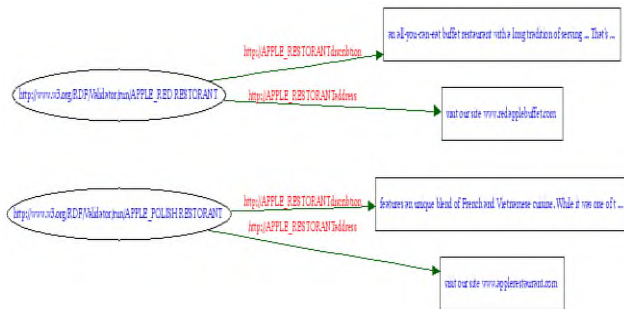 an all-you-can-eat buffet restaurant with a long tradition of serving ... That's ...
http://APPLE_RESTORANTdiscribtion
http://www.w3.org/RDF/Validator/run/APPLE_RED RESTORANT
http://APPLE_RESTORANTaddress
visit our site www.redapplebuffet.com
features an unique blend of French and Vietnamese cuisine. While it was one of t ...
http://APPLE_RESTORANTdiscribtion
http://www.w3.org/RDF/Validator/run/APPLE_POLISH RESTORANT
http://APPLE_RESTORANTaddress
visit our site www.applerestaurant.com